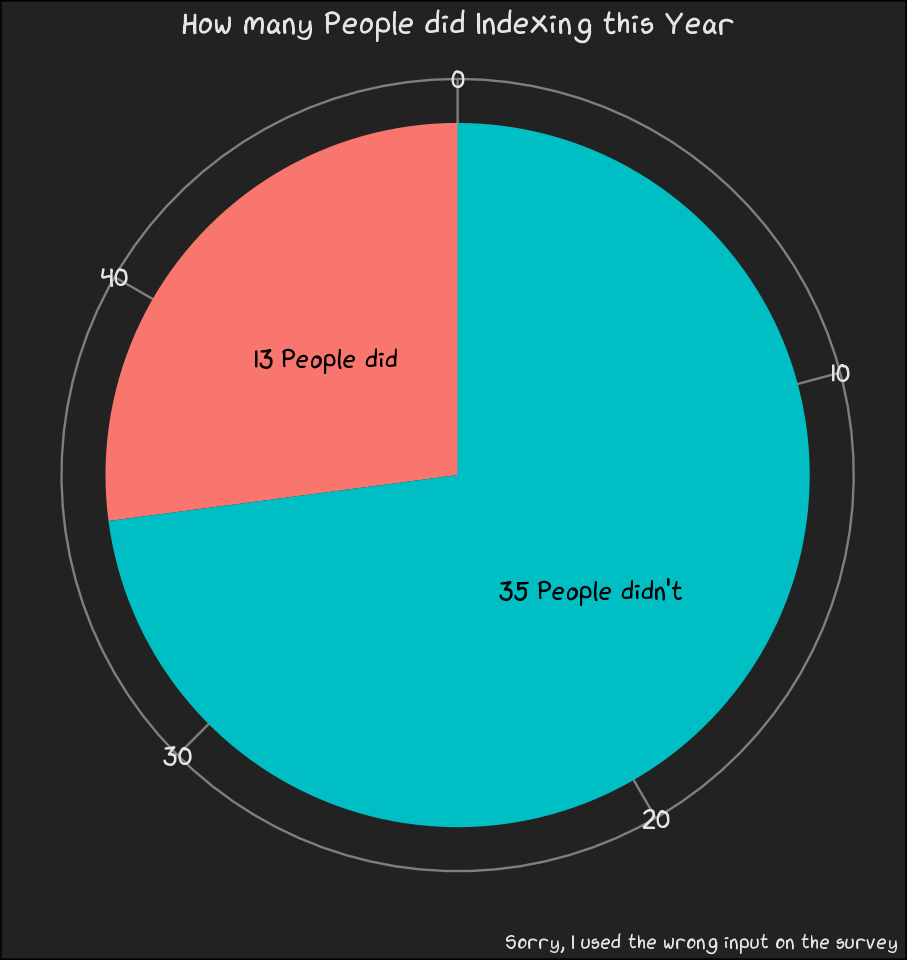 How many People did Indexing this Year
0
40
13 People did
10
35 People didn't
30
20
Sorry, I used the wrong input on the survey